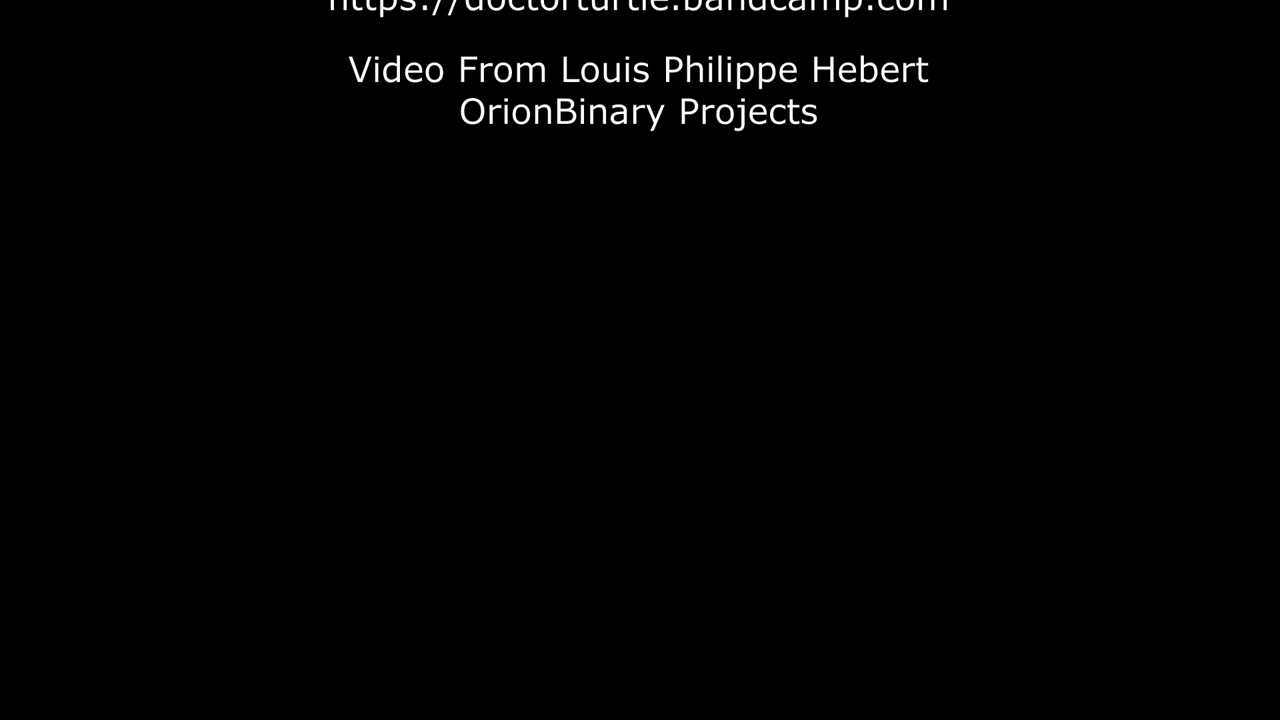 https://doctorturtle.bandcamp.com
Video From Louis Philippe Hebert
OrionBinary Projects